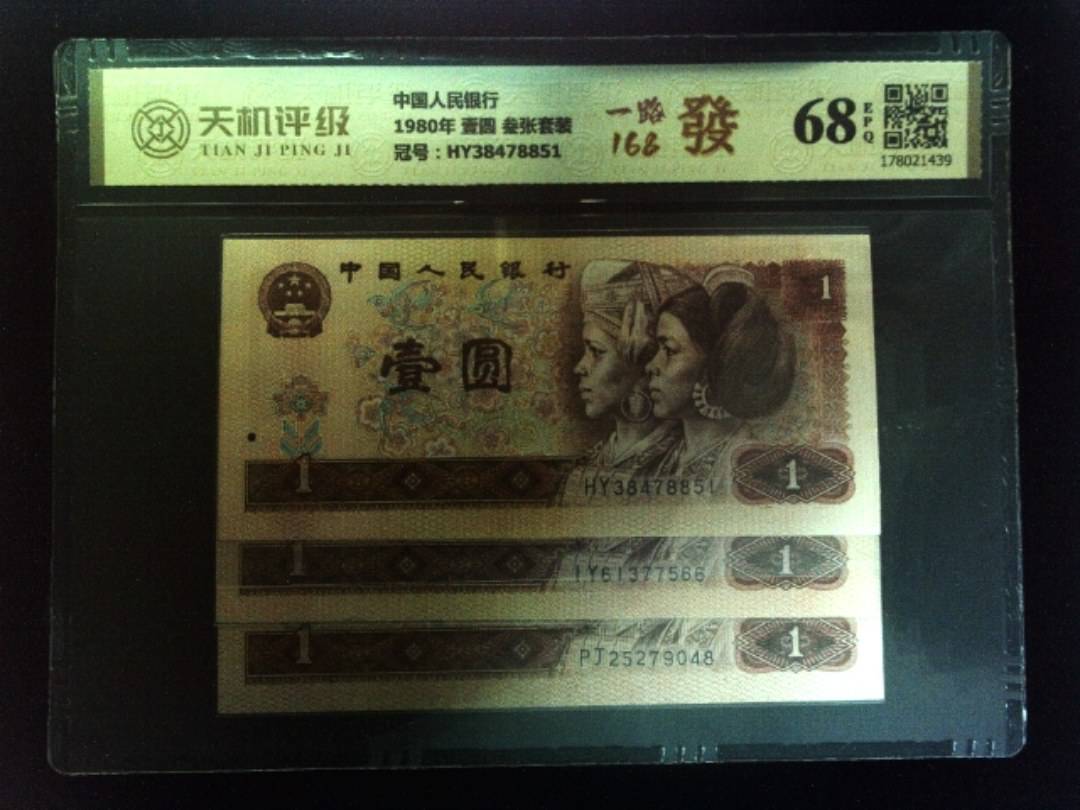 天机评级
TIAN JI PING JI
中国人民银行
1980年 壹圆 叁张套装
冠号：HY38478851
一路
168
發
68
EPQ
178021439
中国人民银行
1
壹圆
1
HY38478851
1
1
IY61377566
1
1
PJ25279048
1